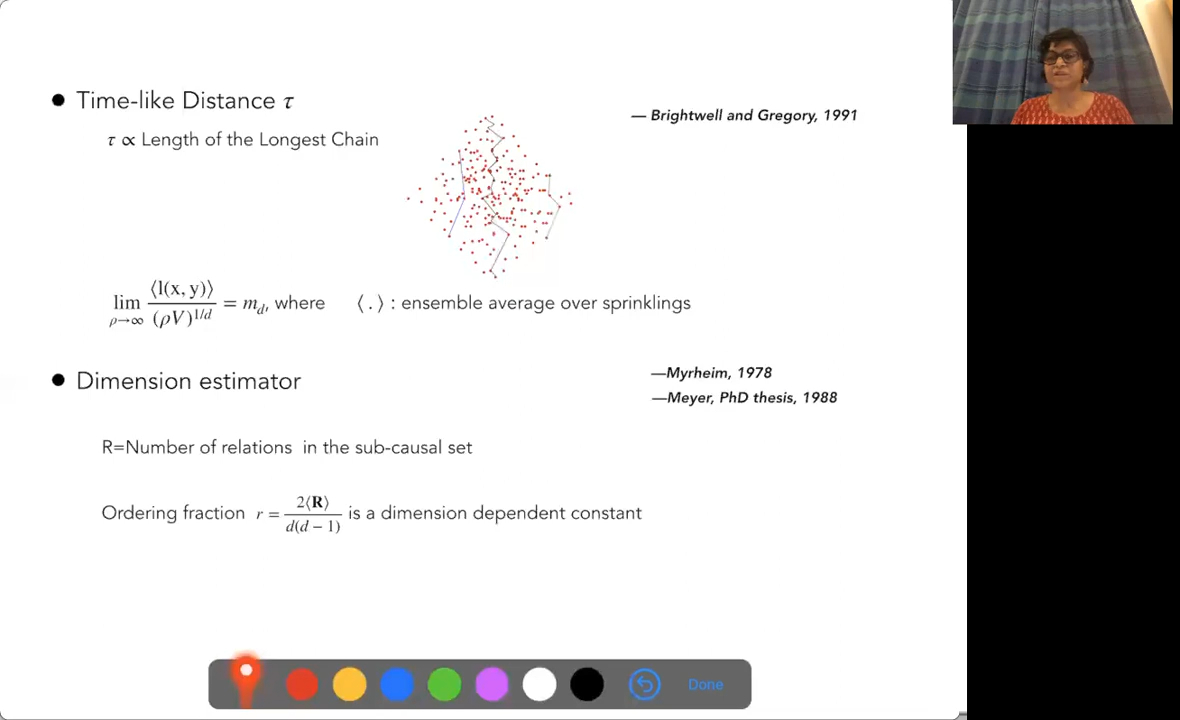 ● Time-like Distance τ
— Brightwell and Gregory, 1991
τ ∝ Length of the Longest Chain
lim ρ→∞ ⟨l(x, y)⟩ / (ρV)^{1/d} = m_d, where ⟨ . ⟩ : ensemble average over sprinklings
● Dimension estimator
—Myrheim, 1978
—Meyer, PhD thesis, 1988
R=Number of relations in the sub-causal set
Ordering fraction r = 2⟨R⟩ / d(d − 1) is a dimension dependent constant
Done